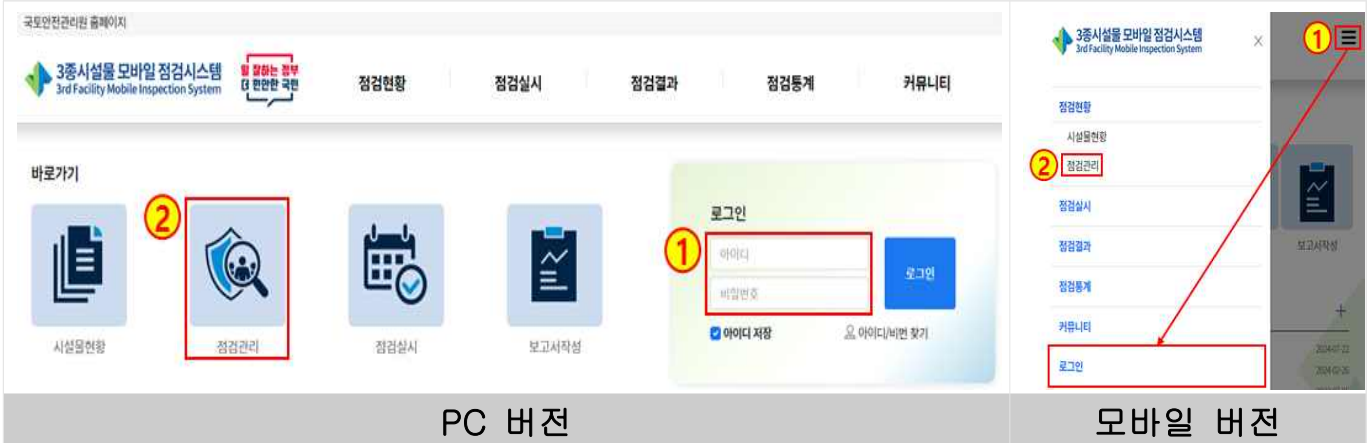 국토안전관리원 홈페이지
3종시설물 모바일 점검시스템
3rd Facility Mobile Inspection System
일 잘하는 정부
더 편안한 국민
점검현황
점검실시
점검결과
점검통계
커뮤니티
바로가기
2
시설물현황
점검관리
점검실시
보고서작성
로그인
1
아이디
비밀번호
로그인
아이디 저장
아이디/비번 찾기
PC 버전
3종시설물 모바일 점검시스템
3rd Facility Mobile Inspection System
X
1
점검현황
시설물현황
2
점검관리
점검실시
점검결과
점검통계
커뮤니티
로그인
보고서작성
+
2024-07-22
2024-02-26
모바일 버전